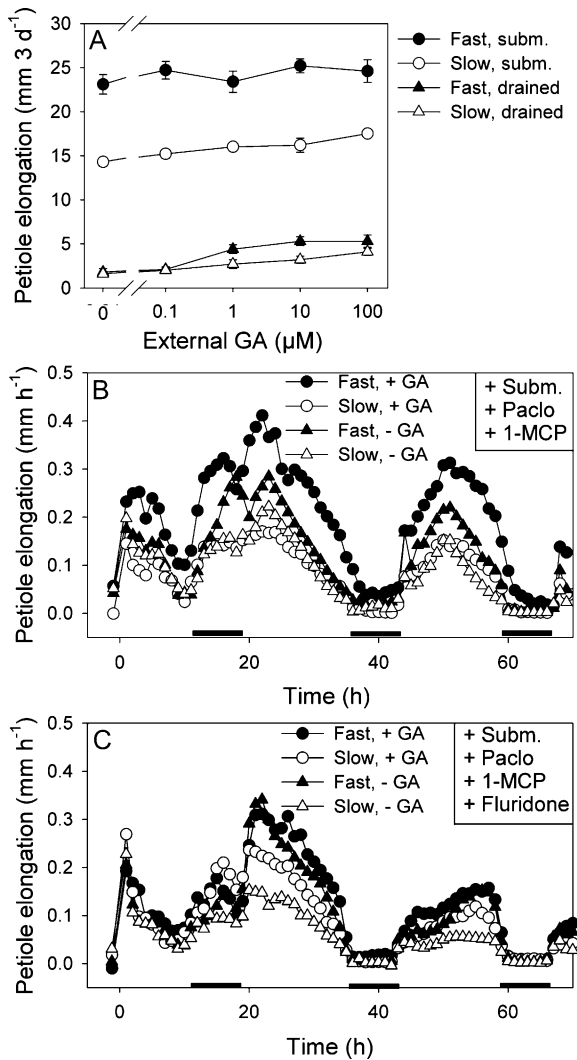 A
Petiole elongation (mm 3 d⁻¹)
30
25
20
15
10
5
0
0 0.1 1 10 100
External GA (µM)
Fast, subm.
Slow, subm.
Fast, drained
Slow, drained
B
Petiole elongation (mm h⁻¹)
0.5
0.4
0.3
0.2
0.1
0.0
Fast, + GA
Slow, + GA
Fast, - GA
Slow, - GA
+ Subm.
+ Paclo
+ 1-MCP
0 20 40 60
Time (h)
C
Petiole elongation (mm h⁻¹)
0.5
0.4
0.3
0.2
0.1
0.0
Fast, + GA
Slow, + GA
Fast, - GA
Slow, - GA
+ Subm.
+ Paclo
+ 1-MCP
+ Fluridone
0 20 40 60
Time (h)